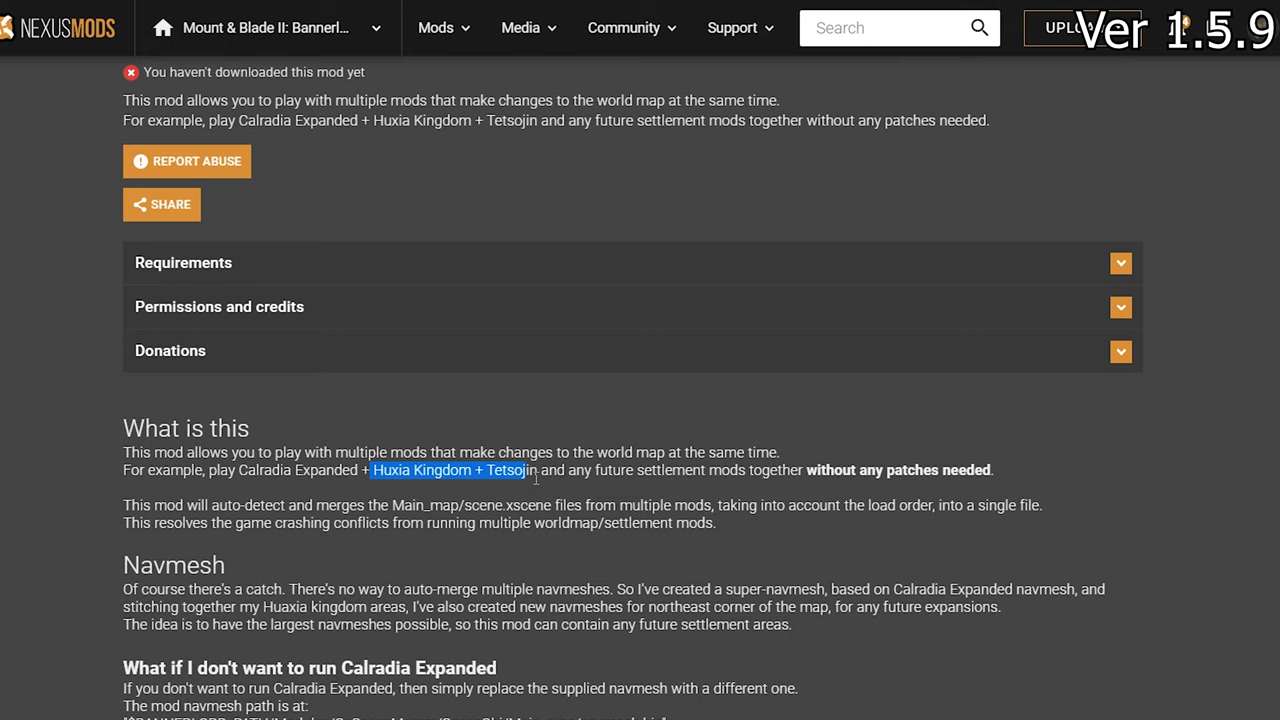 NEXUSMODS
Mount & Blade II: Bannerl...
Mods
Media
Community
Support
Search
Ver 1.5.9
You haven't downloaded this mod yet
This mod allows you to play with multiple mods that make changes to the world map at the same time.
For example, play Calradia Expanded + Huxia Kingdom + Tetsojin and any future settlement mods together without any patches needed.
REPORT ABUSE
SHARE
Requirements
Permissions and credits
Donations
What is this
This mod allows you to play with multiple mods that make changes to the world map at the same time.
For example, play Calradia Expanded + Huxia Kingdom + Tetsojin and any future settlement mods together without any patches needed.
This mod will auto-detect and merges the Main_map/scene.xscene files from multiple mods, taking into account the load order, into a single file.
This resolves the game crashing conflicts from running multiple worldmap/settlement mods.
Navmesh
Of course there's a catch. There's no way to auto-merge multiple navmeshes. So I've created a super-navmesh, based on Calradia Expanded navmesh, and
stitching together my Huaxia kingdom areas, I've also created new navmeshes for northeast corner of the map, for any future expansions.
The idea is to have the largest navmeshes possible, so this mod can contain any future settlement areas.
What if I don't want to run Calradia Expanded
If you don't want to run Calradia Expanded, then simply replace the supplied navmesh with a different one.
The mod navmesh path is at: